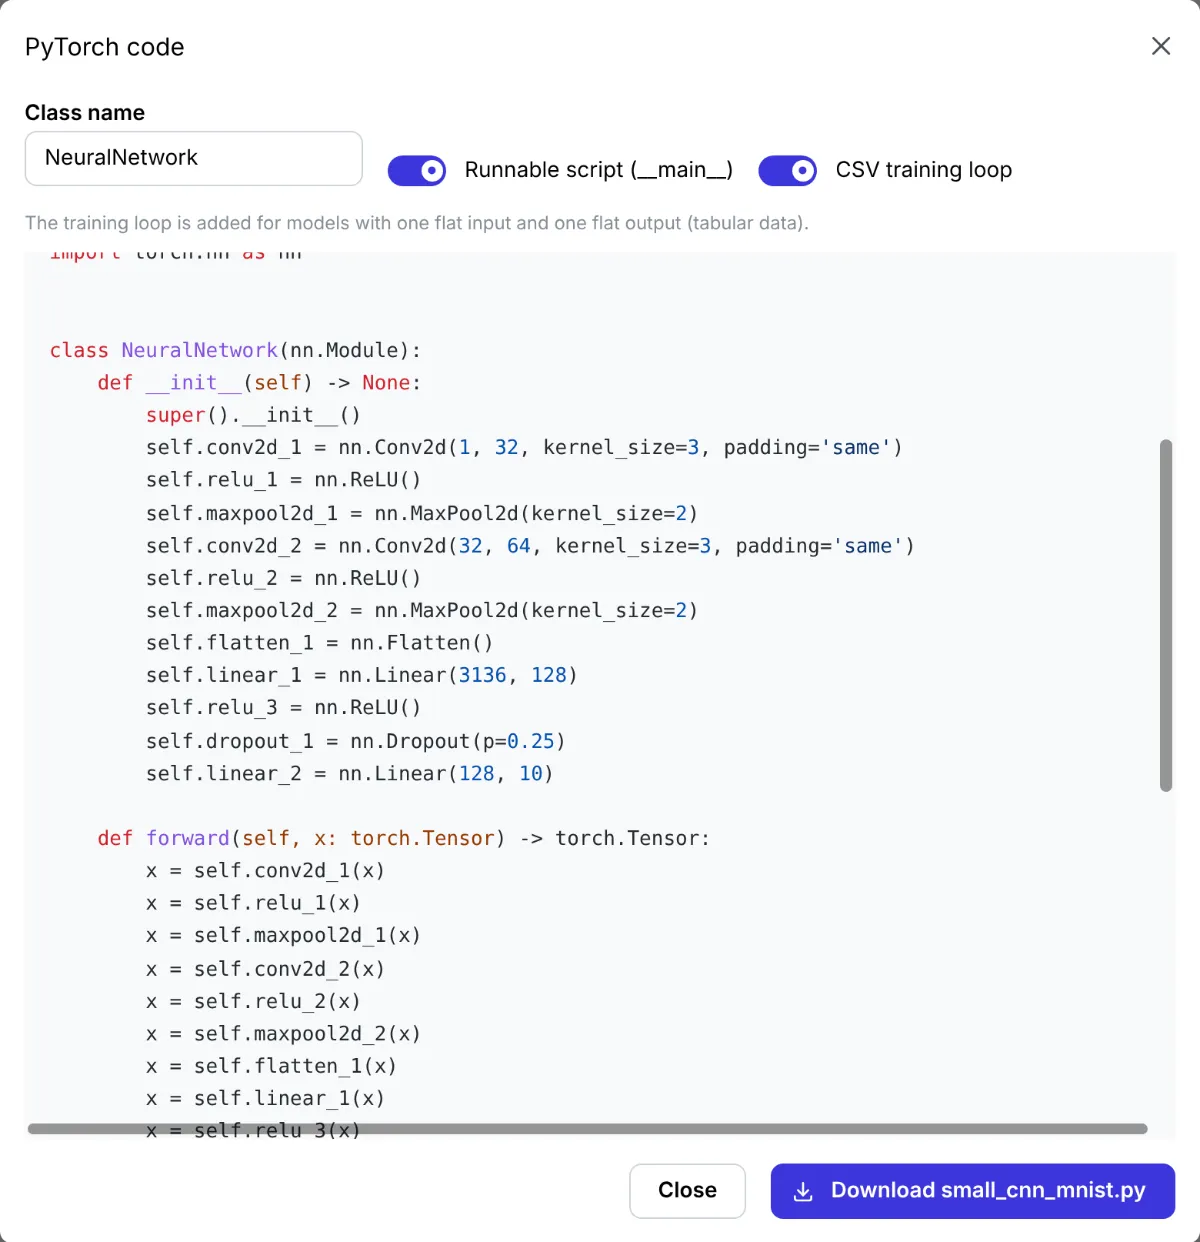 PyTorch code
Class name
NeuralNetwork
Runnable script (__main__)
CSV training loop
The training loop is added for models with one flat input and one flat output (tabular data).
import torch.nn as nn
class NeuralNetwork(nn.Module):
    def __init__(self) -> None:
        super().__init__()
        self.conv2d_1 = nn.Conv2d(1, 32, kernel_size=3, padding='same')
        self.relu_1 = nn.ReLU()
        self.maxpool2d_1 = nn.MaxPool2d(kernel_size=2)
        self.conv2d_2 = nn.Conv2d(32, 64, kernel_size=3, padding='same')
        self.relu_2 = nn.ReLU()
        self.maxpool2d_2 = nn.MaxPool2d(kernel_size=2)
        self.flatten_1 = nn.Flatten()
        self.linear_1 = nn.Linear(3136, 128)
        self.relu_3 = nn.ReLU()
        self.dropout_1 = nn.Dropout(p=0.25)
        self.linear_2 = nn.Linear(128, 10)
    def forward(self, x: torch.Tensor) -> torch.Tensor:
        x = self.conv2d_1(x)
        x = self.relu_1(x)
        x = self.maxpool2d_1(x)
        x = self.conv2d_2(x)
        x = self.relu_2(x)
        x = self.maxpool2d_2(x)
        x = self.flatten_1(x)
        x = self.linear_1(x)
        x = self.relu_3(x)
Close
Download small_cnn_mnist.py